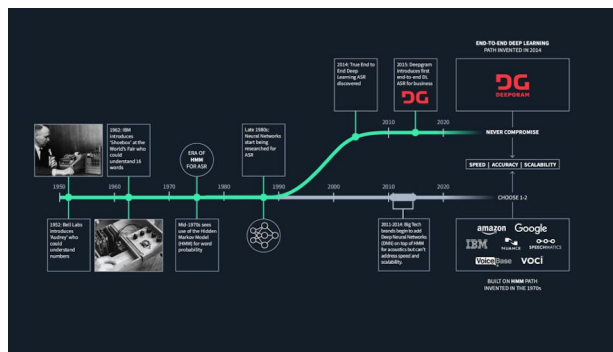 END-TO-END DEEP LEARNING
PATH INVENTED IN 2014
DG
DEEPGRAM
2014: True End to
End Deep
Learning ASR
discovered
2015: Deepgram
introduces first
end-to-end DL
ASR for business
DG
2010
2020
NEVER COMPROMISE
1962: IBM
introduces
'Shoebox' at the
World's Fair who
could
understand 16
words
ERA OF
HMM
FOR ASR
Late 1980s:
Neural Networks
start being
researched for
ASR
SPEED | ACCURACY | SCALABILITY
1950
1960
1970
1980
1990
2000
2010
2020
CHOOSE 1-2
1952: Bell Labs
introduces
'Audrey' who
could
understand
numbers
Mid-1970s sees
use of the Hidden
Markov Model
(HMM) for word
probability
2011-2014: Big Tech
brands begin to add
Deep Neural Networks
(DNN) on top of HMM
for acoustics but can't
address speed and
scalability.
amazon Google
IBM NUANCE SPEECHMATICS
VoiceBase VOCI
BUILT ON HMM PATH
INVENTED IN THE 1970s